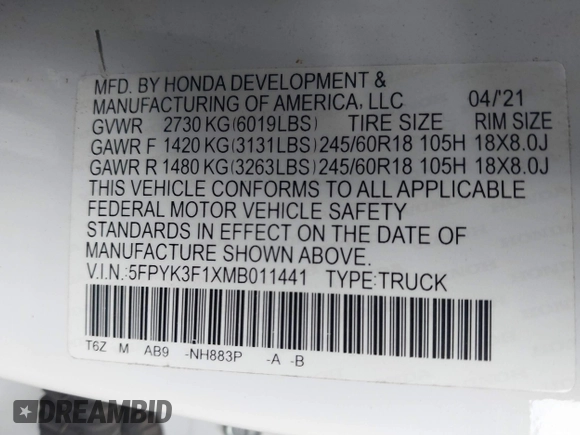 MFD. BY HONDA DEVELOPMENT &
MANUFACTURING OF AMERICA, LLC 04/'21
GVWR 2730 KG(6019LBS) TIRE SIZE RIM SIZE
GAWR F 1420 KG(3131LBS)245/60R18 105H 18X8.0J
GAWR R 1480 KG(3263LBS)245/60R18 105H 18X8.0J
THIS VEHICLE CONFORMS TO ALL APPLICABLE
FEDERAL MOTOR VEHICLE SAFETY
STANDARDS IN EFFECT ON THE DATE OF
MANUFACTURE SHOWN ABOVE.
V.I.N.:5FPYK3F1XMB011441 TYPE:TRUCK
T6Z M AB9 -NH883P -A -B
DREAMBID